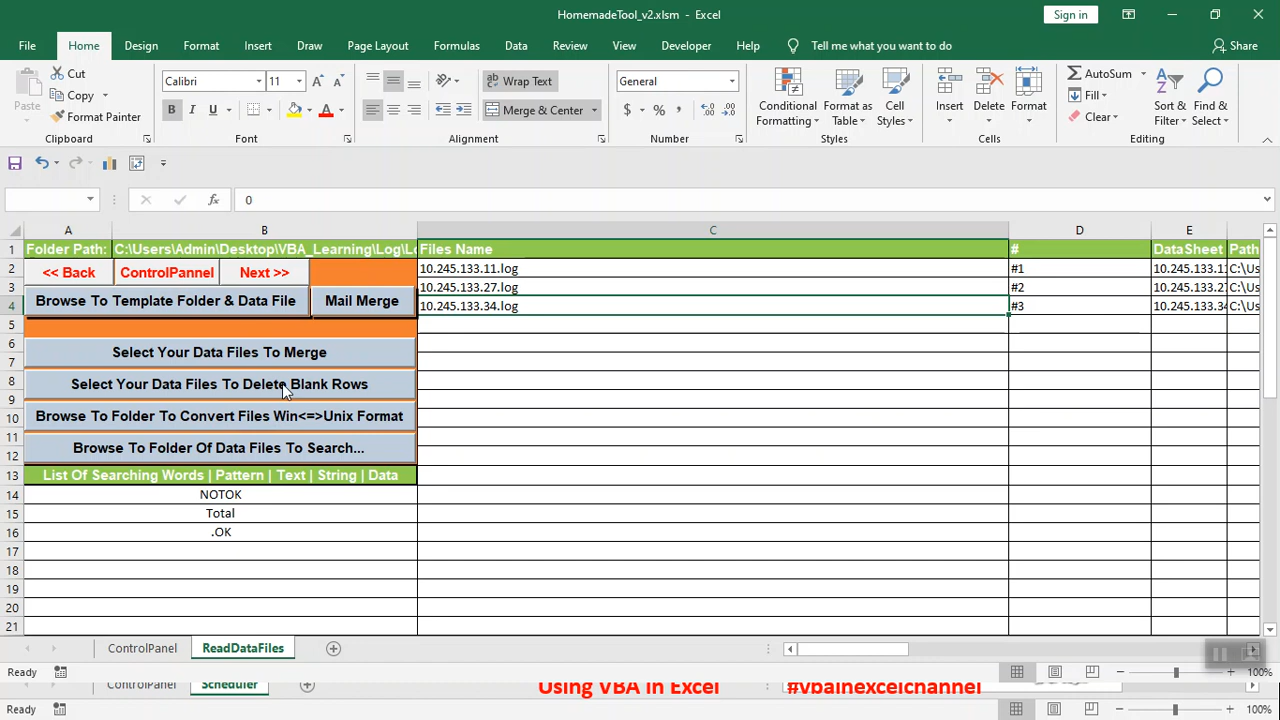 HomemadeTool_v2.xlsm - Excel
Sign in
File Home Design Format Insert Draw Page Layout Formulas Data Review View Developer Help Tell me what you want to do Share
Paste
Cut
Copy
Format Painter
Clipboard
Calibri 11
B I U
Font
Wrap Text
Merge & Center
Alignment
General
$ % ,
Number
Conditional Formatting
Format as Table
Cell Styles
Styles
Insert
Delete
Format
Cells
AutoSum
Fill
Clear
Sort & Filter
Find & Select
Editing
fx 0
A B C D E
1 Folder Path: C:\Users\Admin\Desktop\VBA_Learning\Log\Lo Files Name # DataSheet Path
2 << Back ControlPannel Next >> 10.245.133.11.log #1 10.245.133.11 C:\Us
3 Browse To Template Folder & Data File Mail Merge 10.245.133.27.log #2 10.245.133.27 C:\Us
4 10.245.133.34.log #3 10.245.133.34 C:\Us
5
6 Select Your Data Files To Merge
7
8 Select Your Data Files To Delete Blank Rows
9
10 Browse To Folder To Convert Files Win<=>Unix Format
11
12 Browse To Folder Of Data Files To Search...
13 List Of Searching Words | Pattern | Text | String | Data
14 NOTOK
15 Total
16 .OK
17
18
19
20
21
ControlPanel ReadDataFiles
Ready 100%
ControlPanel Scheduler Using VBA in Excel #vbainexcelchannel
Ready 100%